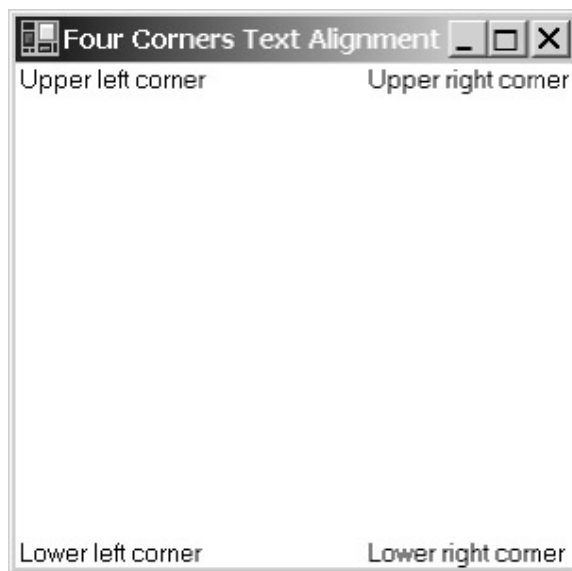 Four Corners Text Alignment
Upper left corner Upper right corner
Lower left corner Lower right corner